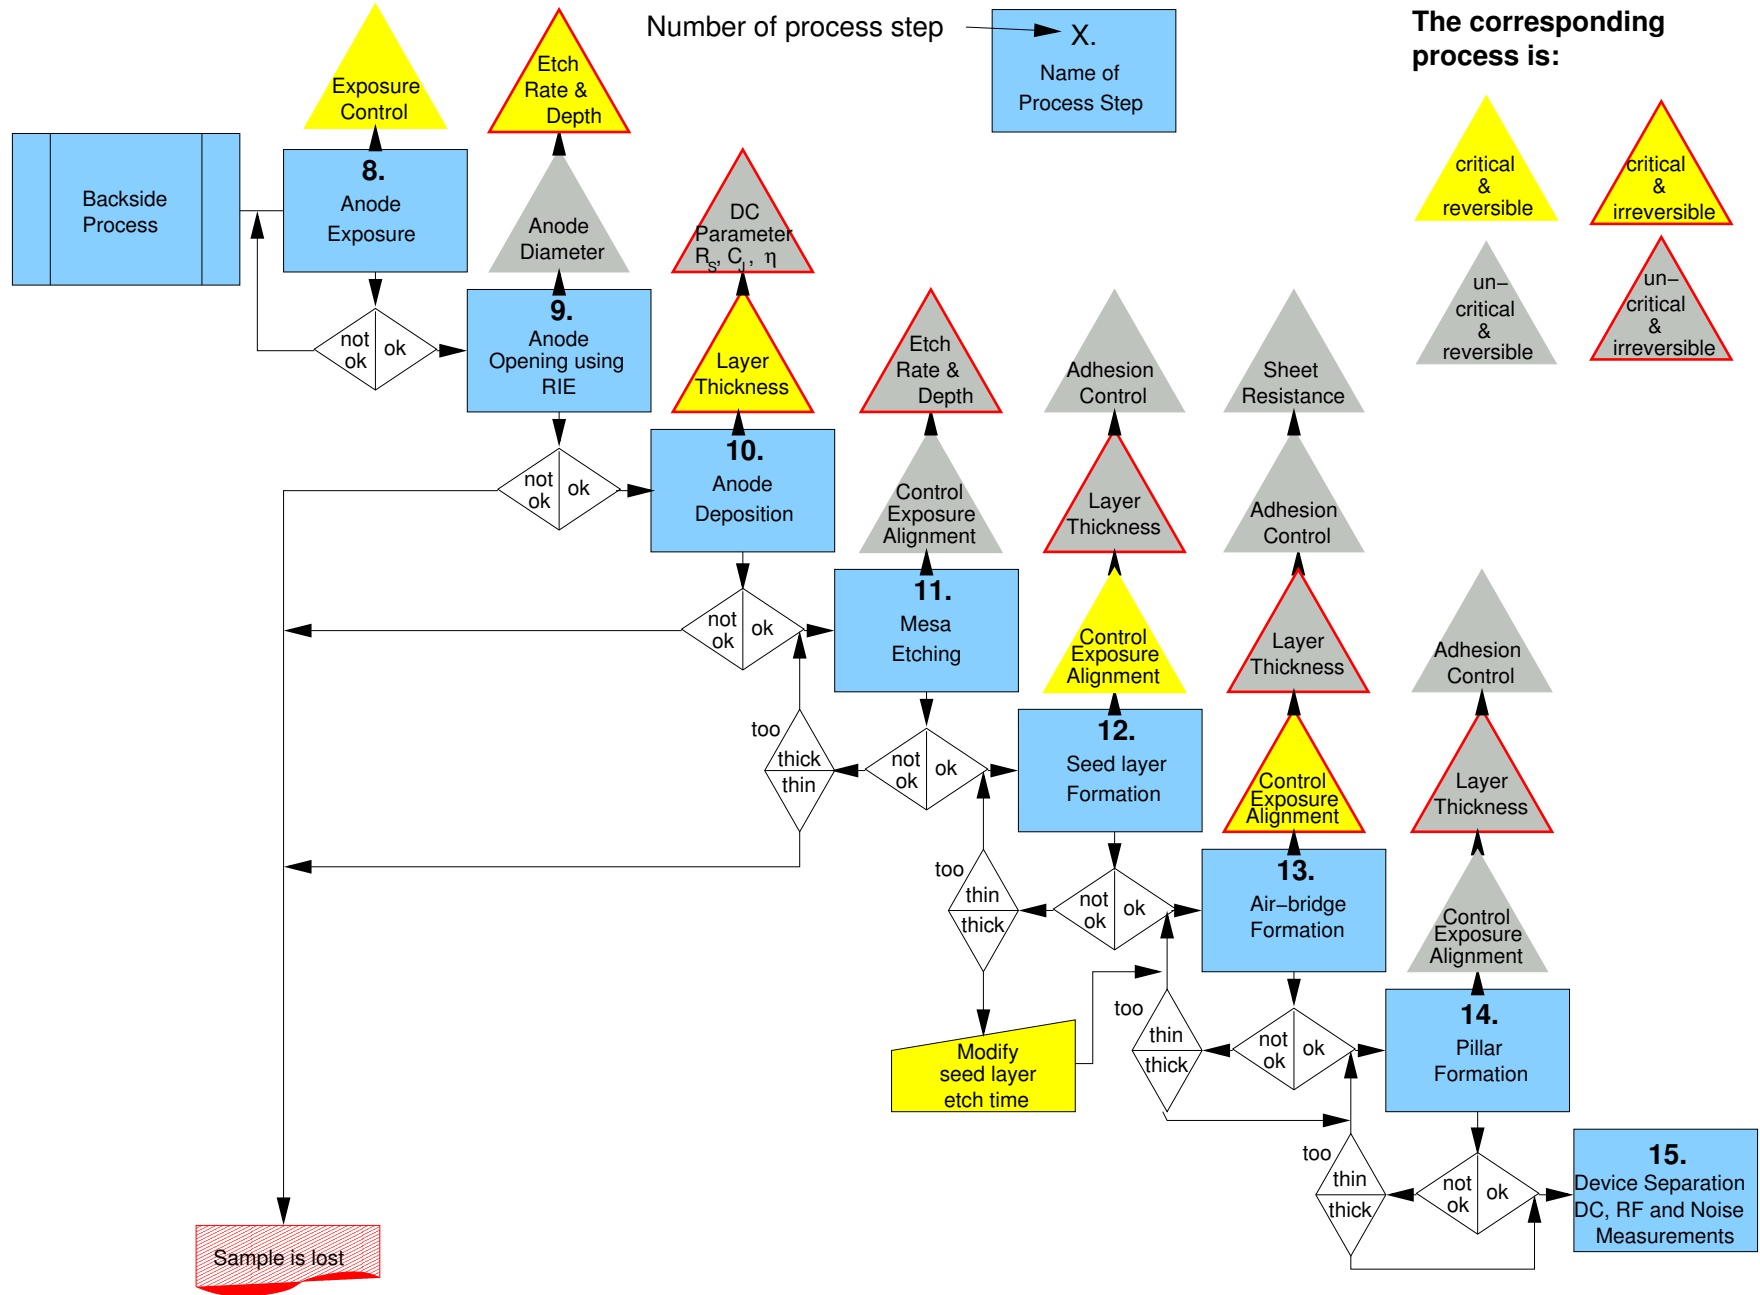 Number of process step
X.
Name of
Process Step
The corresponding
process is:
critical
&
reversible
critical
&
irreversible
un−
critical
&
reversible
un−
critical
&
irreversible
Backside
Process
Exposure
Control
8.
Anode
Exposure
not
ok
ok
Etch
Rate &
Depth
Anode
Diameter
9.
Anode
Opening using
RIE
not
ok
ok
DC
Parameter
RS, CJ, η
Layer
Thickness
10.
Anode
Deposition
not
ok
ok
Etch
Rate &
Depth
Control
Exposure
Alignment
11.
Mesa
Etching
not
ok
ok
too
thick
thin
Adhesion
Control
Layer
Thickness
Control
Exposure
Alignment
12.
Seed layer
Formation
not
ok
ok
too
thin
thick
Modify
seed layer
etch time
Sheet
Resistance
Adhesion
Control
Layer
Thickness
Control
Exposure
Alignment
13.
Air−bridge
Formation
not
ok
ok
too
thin
thick
Adhesion
Control
Layer
Thickness
Control
Exposure
Alignment
14.
Pillar
Formation
not
ok
ok
too
thin
thick
15.
Device Separation
DC, RF and Noise
Measurements
Sample is lost